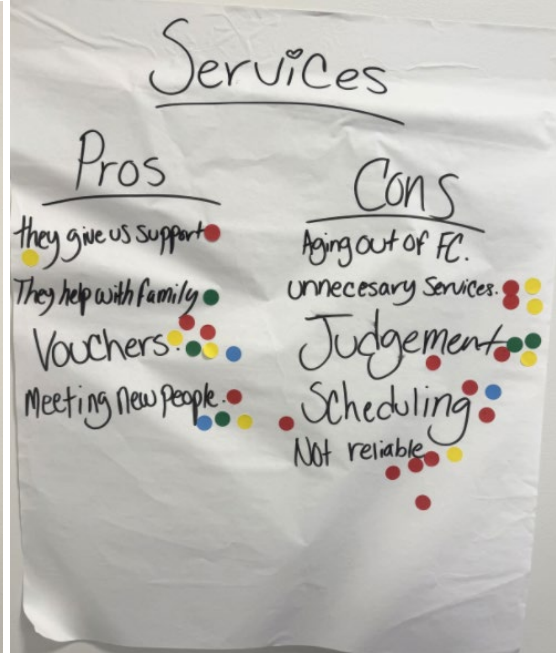 Services
Pros
they give us support
They help with family
Vouchers.
Meeting new people.
Cons
Aging out of FC.
unnecesary Services.
Judgement
Scheduling
Not reliable